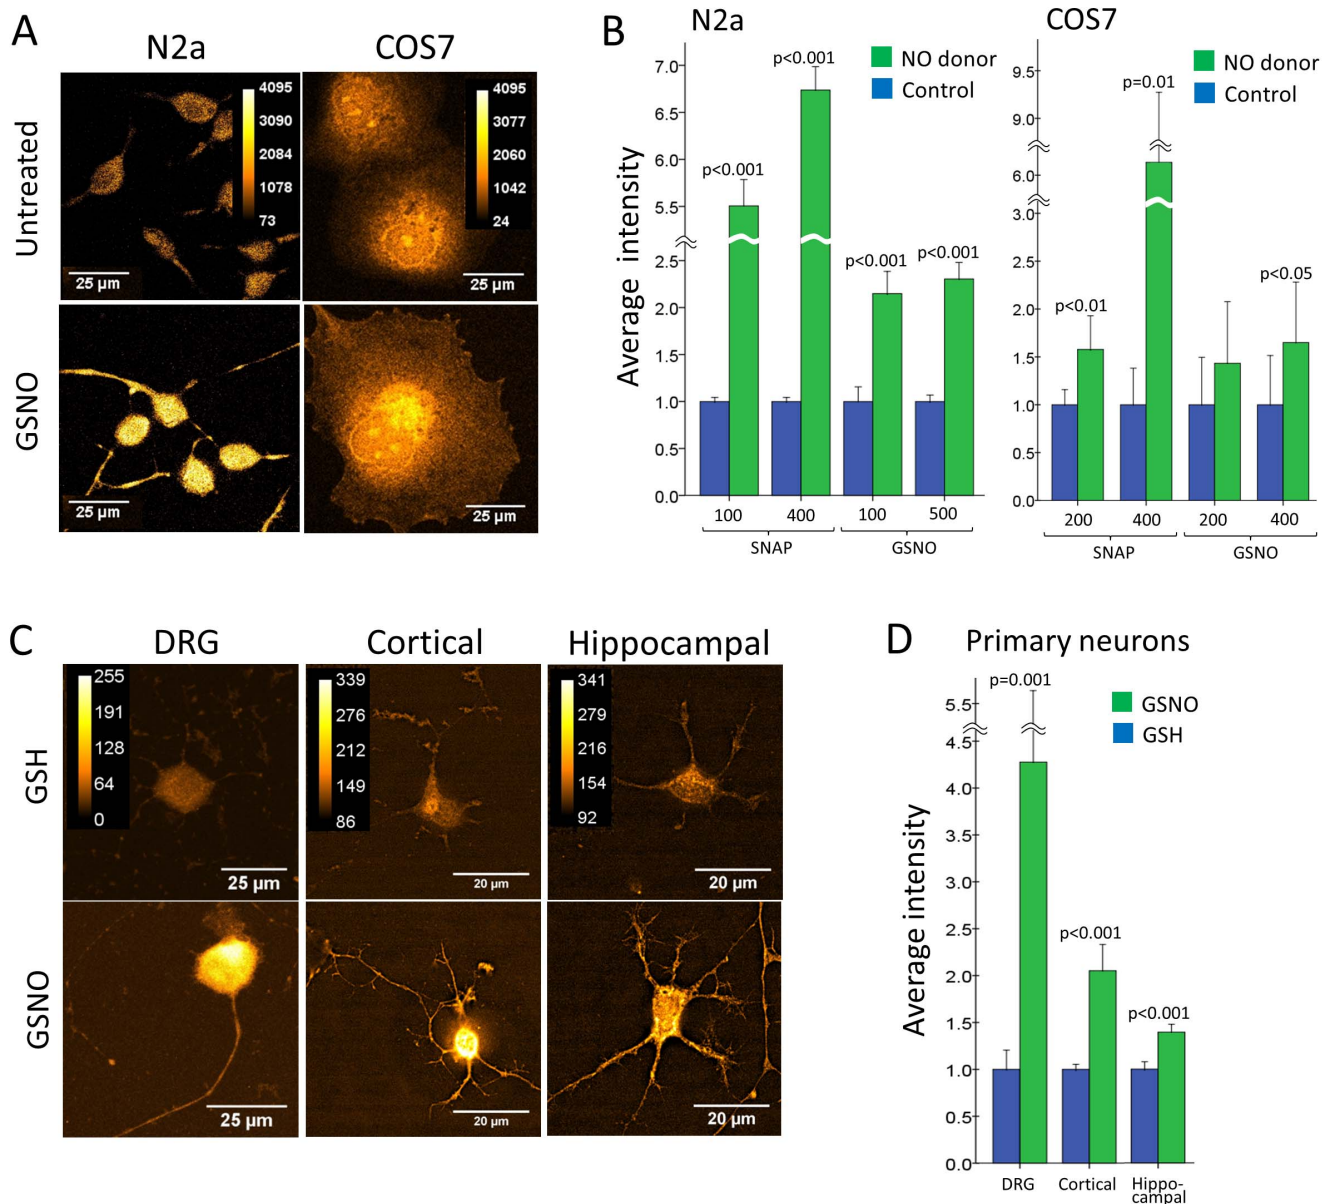 A
N2a
COS7
Untreated
4095
3090
2084
1078
73
25 µm
4095
3077
2060
1042
24
25 µm
GSNO
25 µm
25 µm
B
N2a
NO donor
Control
Average intensity
7.0
6.5
6.0
5.5
2.5
2.0
1.5
1.0
0.5
0.0
p<0.001
p<0.001
p<0.001
p<0.001
100
400
100
500
SNAP
GSNO
COS7
NO donor
Control
9.5
9.0
6.0
3.0
2.5
2.0
1.5
1.0
0.5
0.0
p<0.01
p=0.01
p<0.05
200
400
200
400
SNAP
GSNO
C
DRG
Cortical
Hippocampal
GSH
255
191
128
64
0
25 µm
339
276
212
149
86
20 µm
341
279
216
154
92
20 µm
GSNO
25 µm
20 µm
20 µm
D
Primary neurons
GSNO
GSH
Average intensity
5.5
4.5
4.0
3.5
3.0
2.5
2.0
1.5
1.0
0.5
0.0
p=0.001
p<0.001
p<0.001
DRG
Cortical
Hippo-
campal